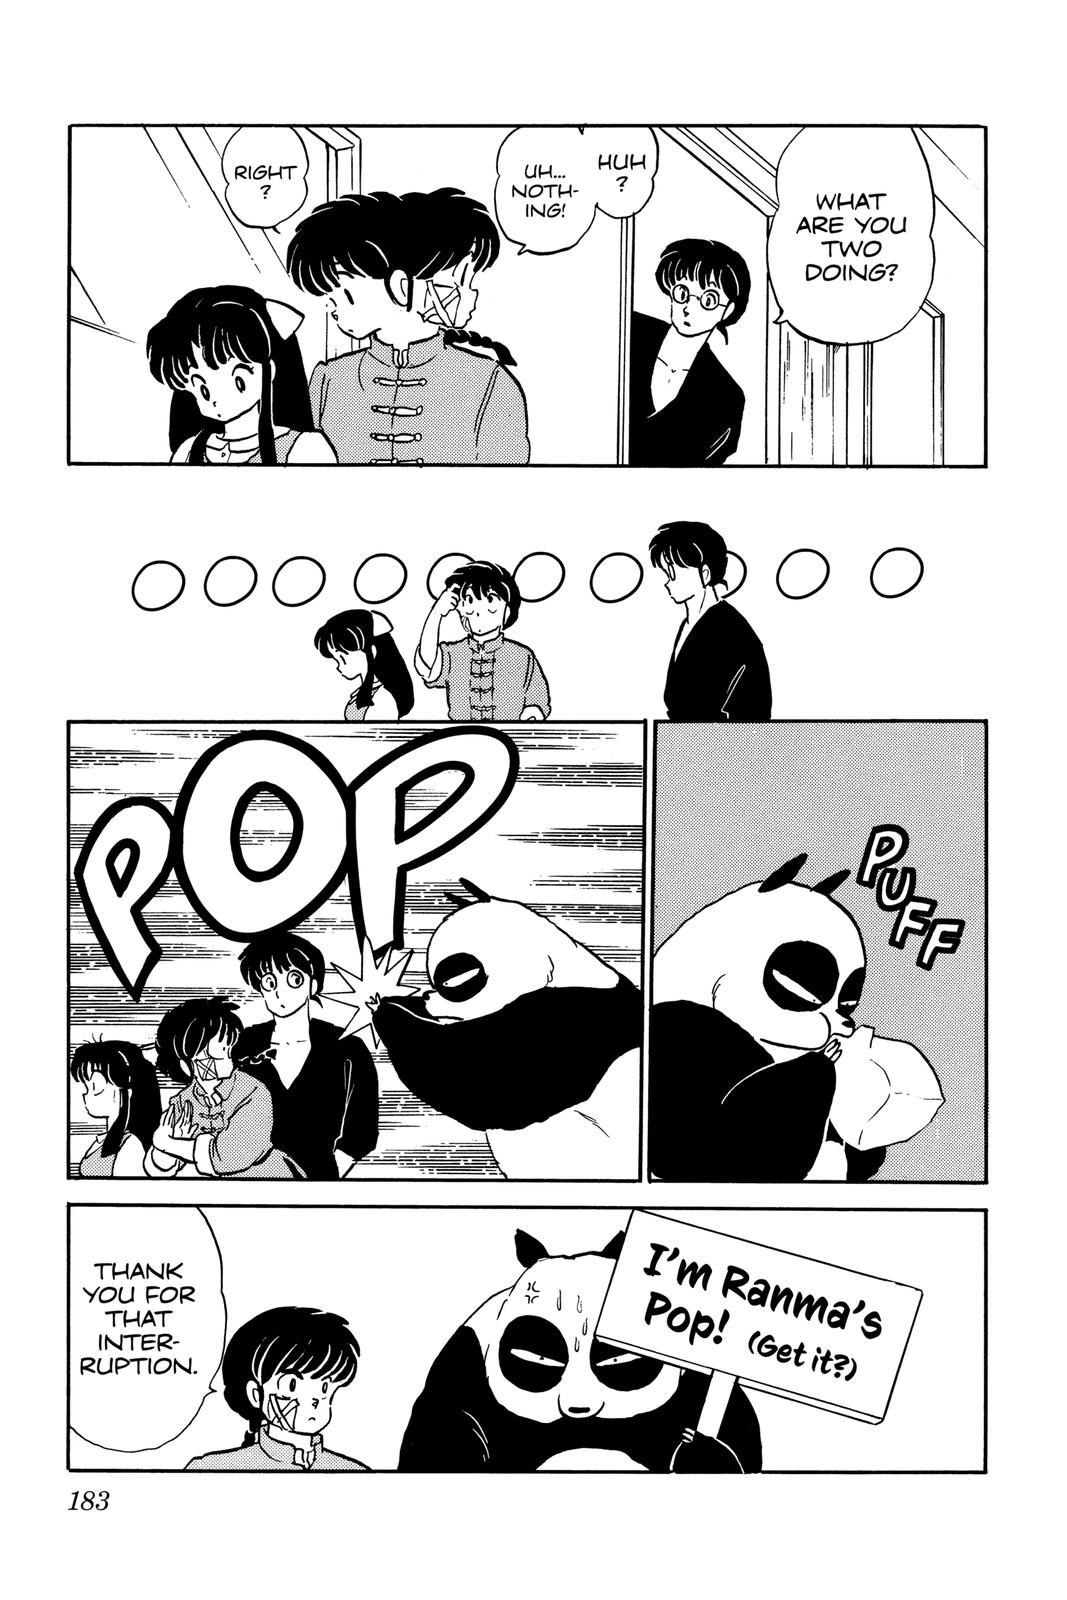 WHAT
ARE YOU
TWO
DOING?
HUH
?
UH...
NOTH-
ING!
RIGHT
?
PUFF
POP
I'm Ranma's
Pop! (Get it?)
THANK
YOU FOR
THAT
INTER-
RUPTION.
183